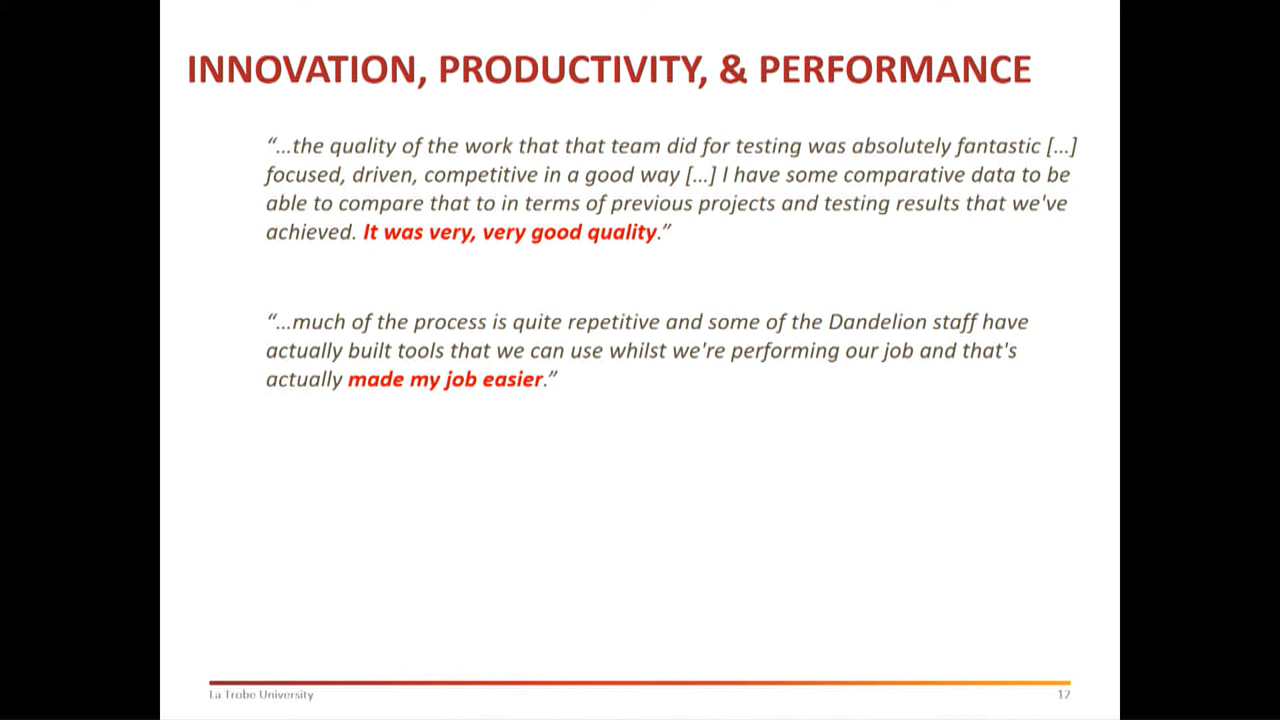 INNOVATION, PRODUCTIVITY, & PERFORMANCE
“...the quality of the work that that team did for testing was absolutely fantastic [...]
focused, driven, competitive in a good way [...] I have some comparative data to be
able to compare that to in terms of previous projects and testing results that we've
achieved. It was very, very good quality.”
“...much of the process is quite repetitive and some of the Dandelion staff have
actually built tools that we can use whilst we're performing our job and that's
actually made my job easier.”
La Trobe University
12